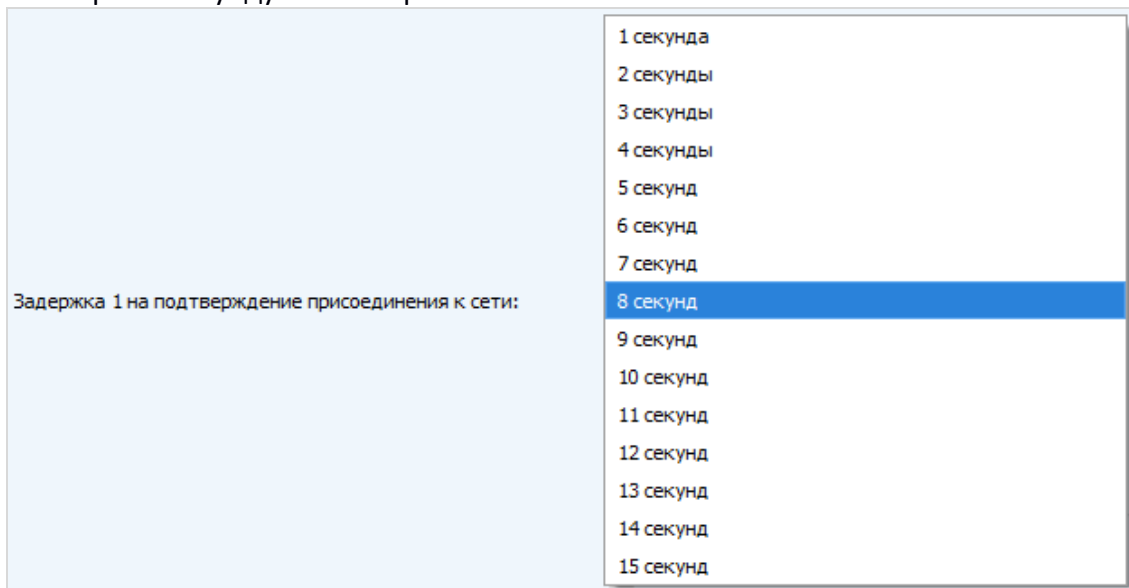 1 секунда
2 секунды
3 секунды
4 секунды
5 секунд
6 секунд
7 секунд
Задержка 1 на подтверждение присоединения к сети: 8 секунд
9 секунд
10 секунд
11 секунд
12 секунд
13 секунд
14 секунд
15 секунд